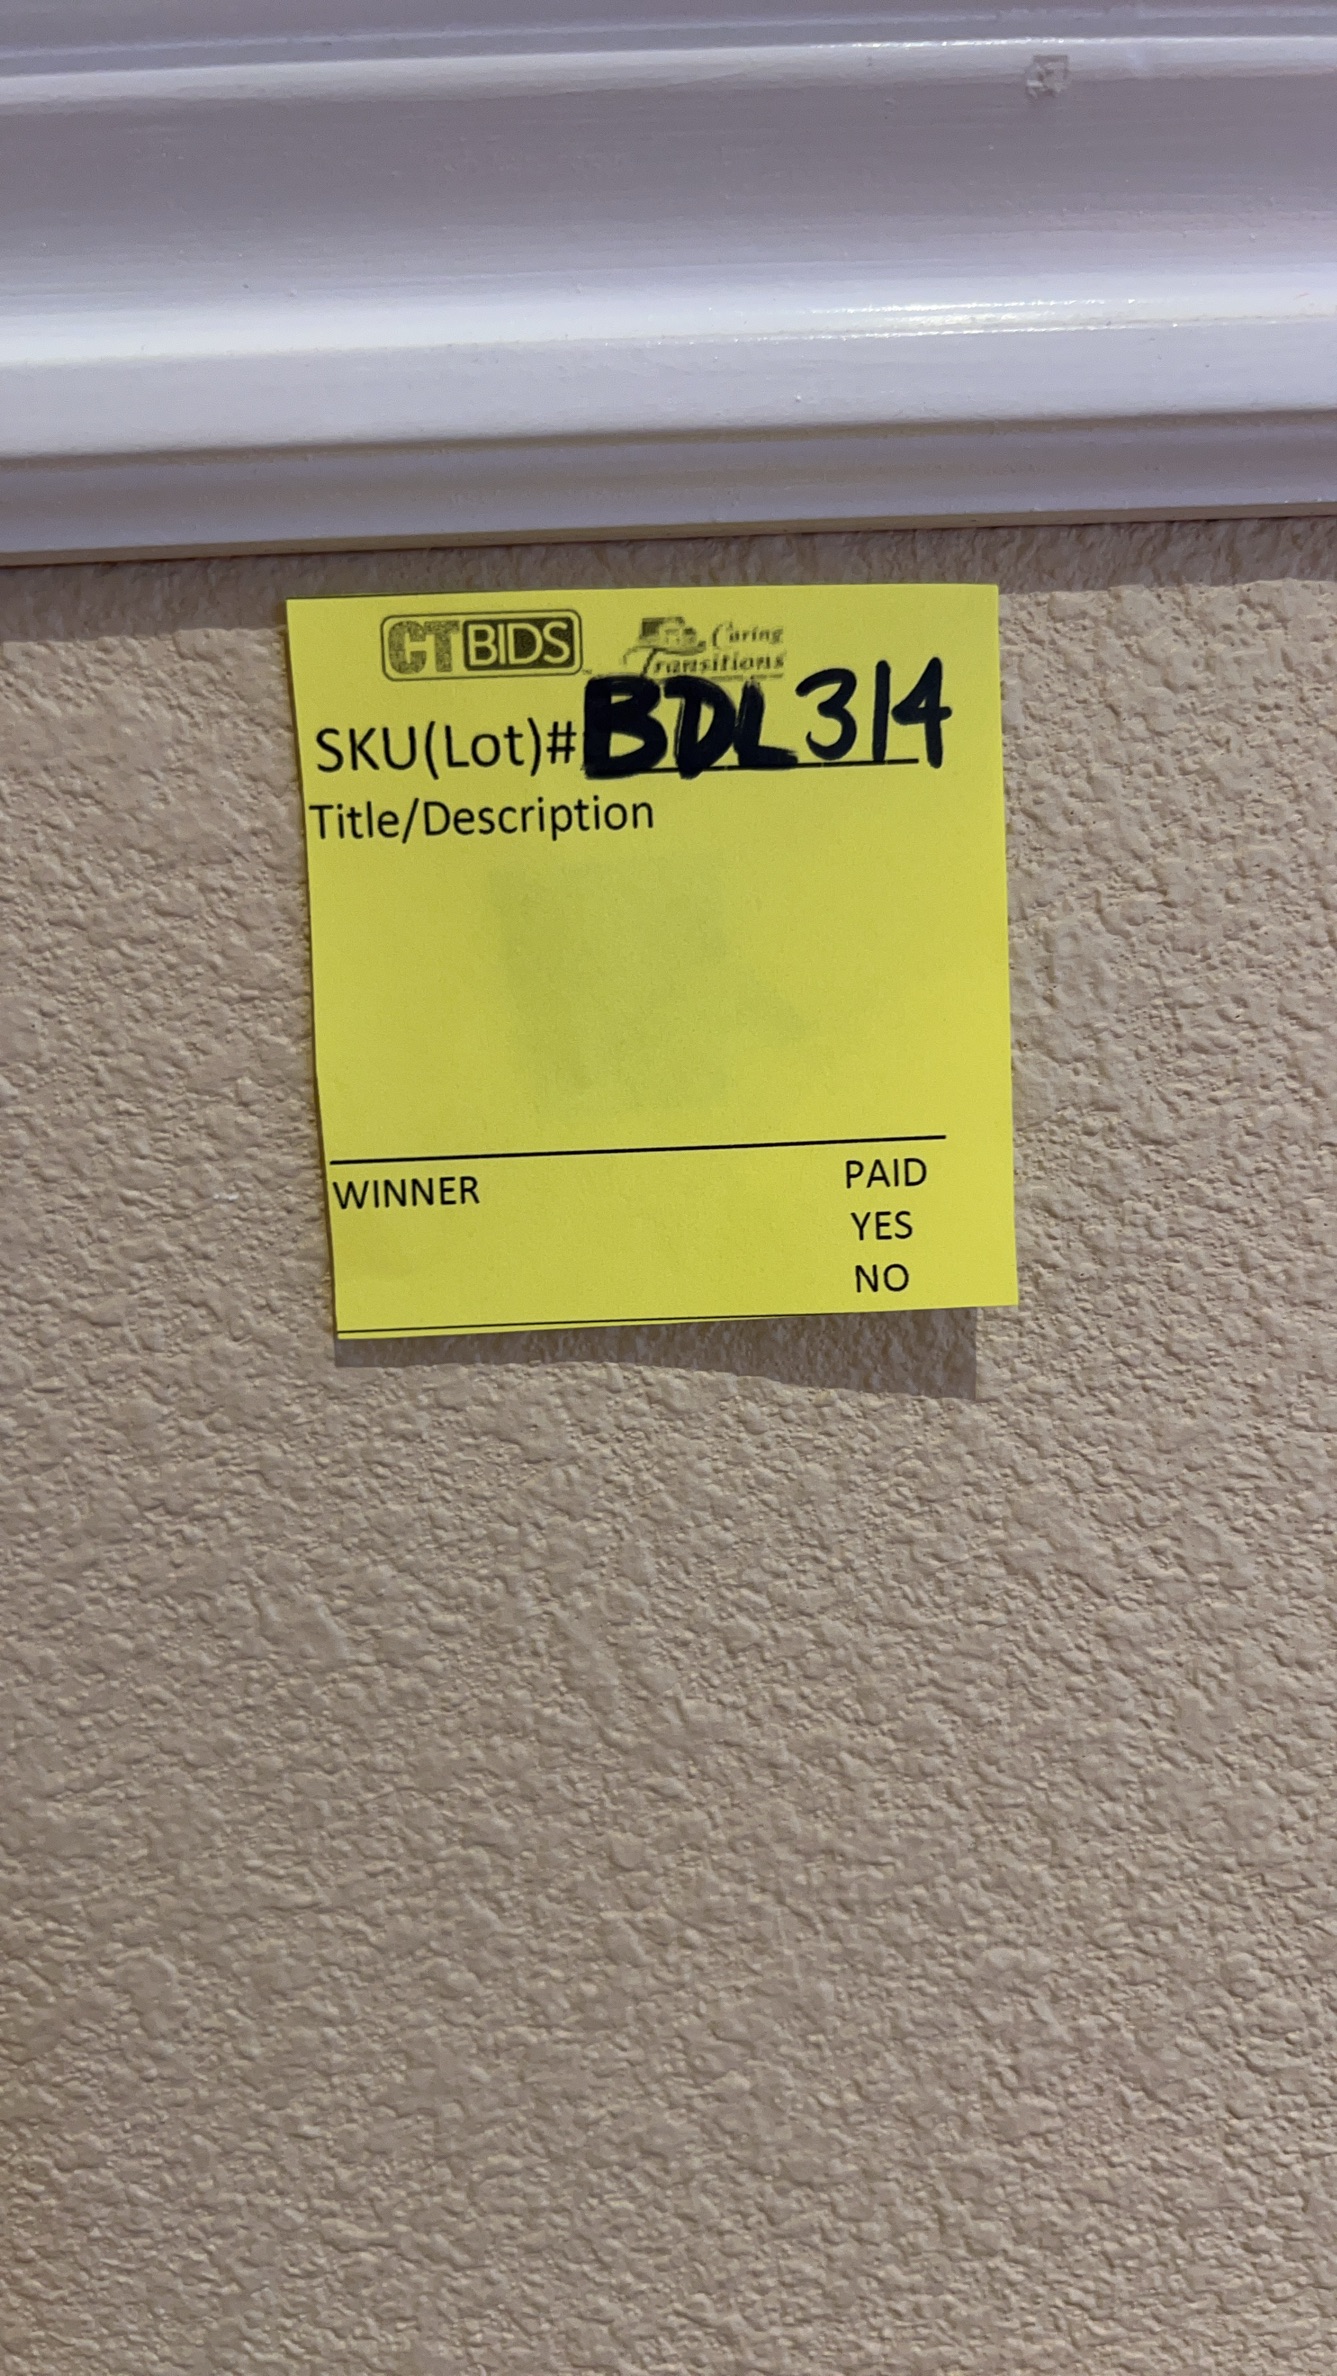 CTBIDS Caring
Transitions
SKU(Lot)# BDL314
Title/Description
WINNER PAID
YES
NO